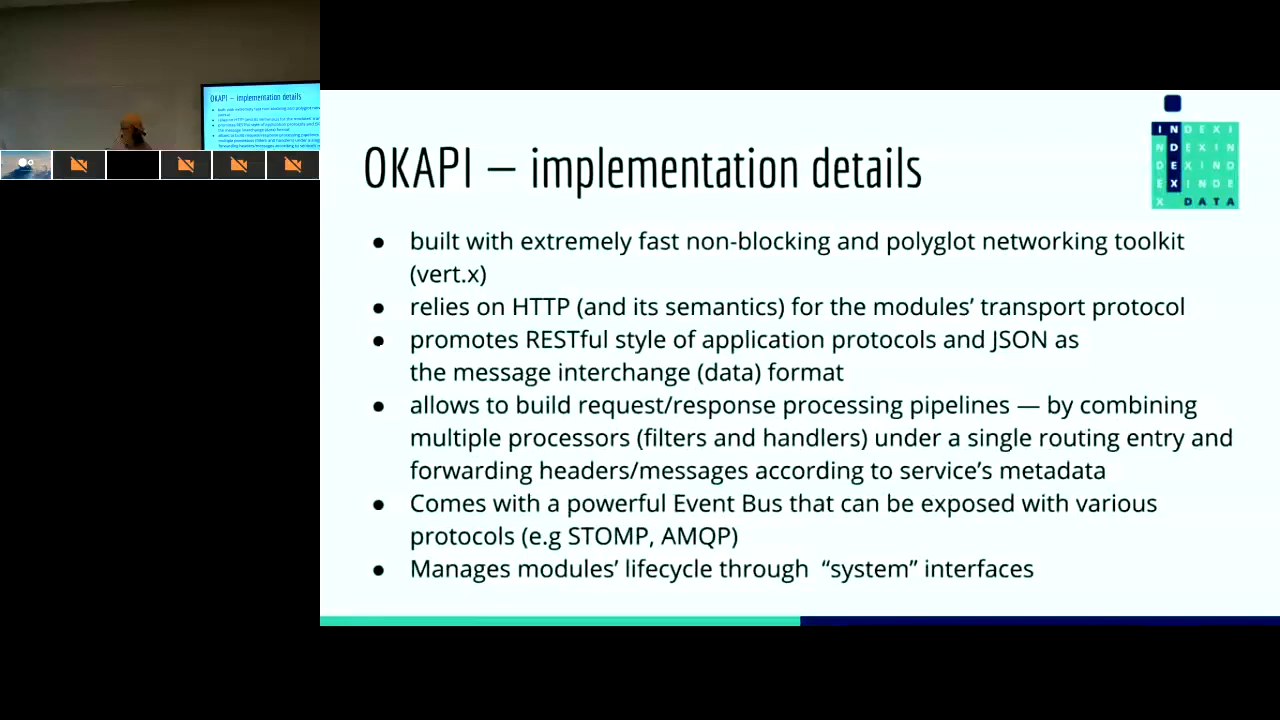 OKAPI — implementation details
● built with extremely fast non-blocking and polyglot networking toolkit
(vert.x)
● relies on HTTP (and its semantics) for the modules’ transport protocol
● promotes RESTful style of application protocols and JSON as
the message interchange (data) format
● allows to build request/response processing pipelines — by combining
multiple processors (filters and handlers) under a single routing entry and
forwarding headers/messages according to service’s metadata
● Comes with a powerful Event Bus that can be exposed with various
protocols (e.g STOMP, AMQP)
● Manages modules’ lifecycle through “system” interfaces
INDEXI
NDEXIN
DEXIND
EXINDE
X DATA
OKAPI – implementation details